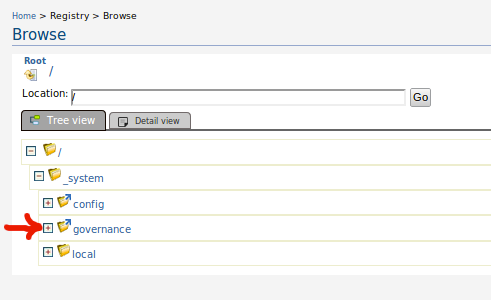 Home > Registry > Browse
Browse
Root
/
Location: /
Go
Tree view
Detail view
/
_system
config
governance
local